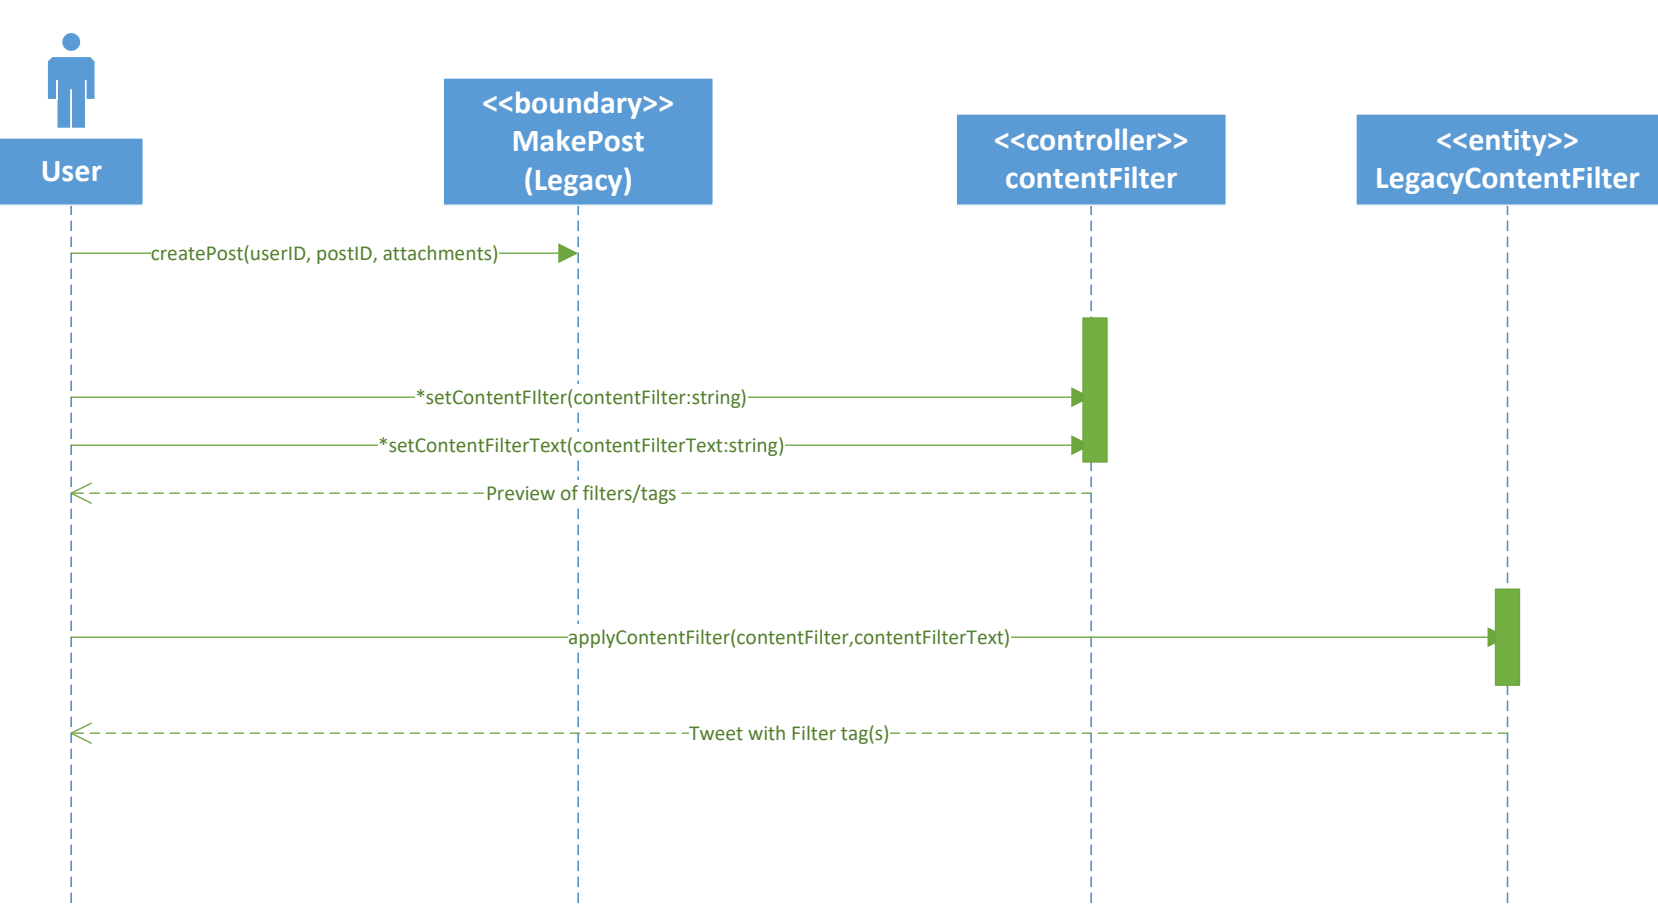 User
<<boundary>>
MakePost
(Legacy)
<<controller>>
contentFilter
<<entity>>
LegacyContentFilter
createPost(userID, postID, attachments)
*setContentFIlter(contentFilter:string)
*setContentFilterText(contentFilterText:string)
Preview of filters/tags
applyContentFilter(contentFilter,contentFilterText)
Tweet with Filter tag(s)